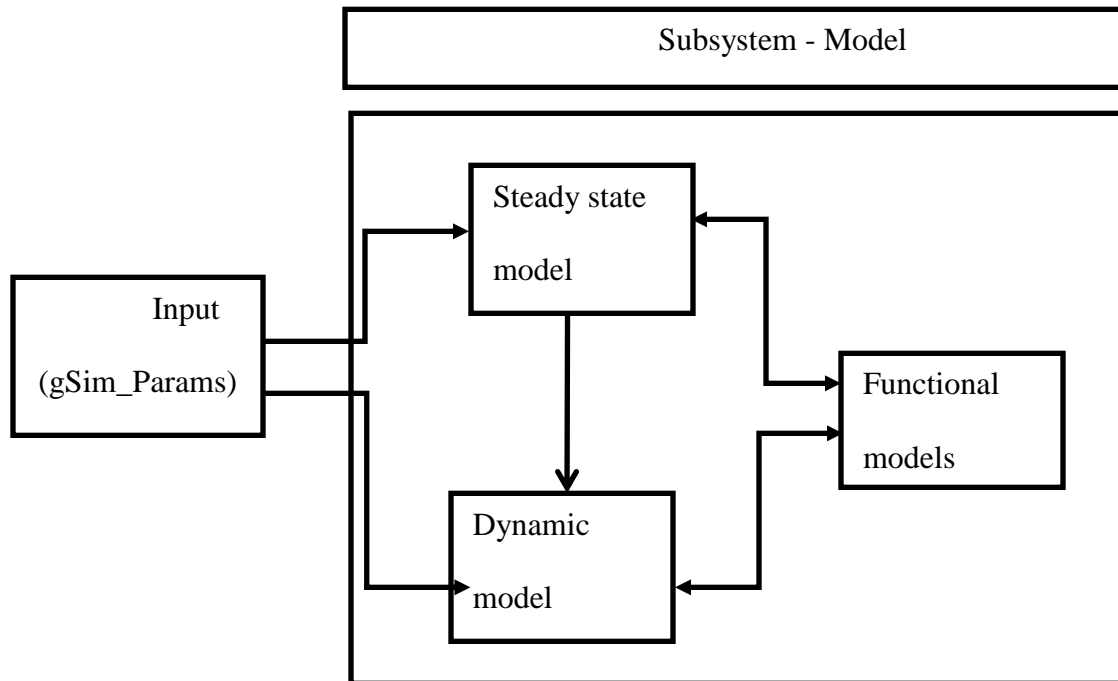 Subsystem - Model
Steady state
model
Input
(gSim_Params)
Functional
models
Dynamic
model